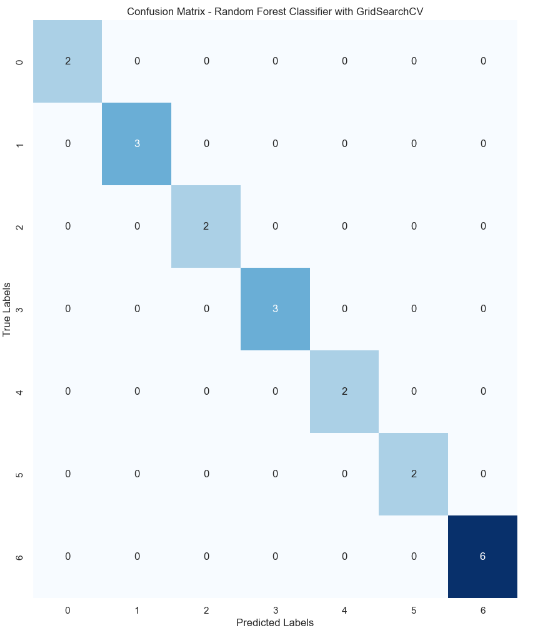 Confusion Matrix - Random Forest Classifier with GridSearchCV
0 2 0 0 0 0 0 0
1 0 3 0 0 0 0 0
2 0 0 2 0 0 0 0
True Labels
3 0 0 0 3 0 0 0
4 0 0 0 0 2 0 0
5 0 0 0 0 0 2 0
6 0 0 0 0 0 0 6
0 1 2 3 4 5 6
Predicted Labels